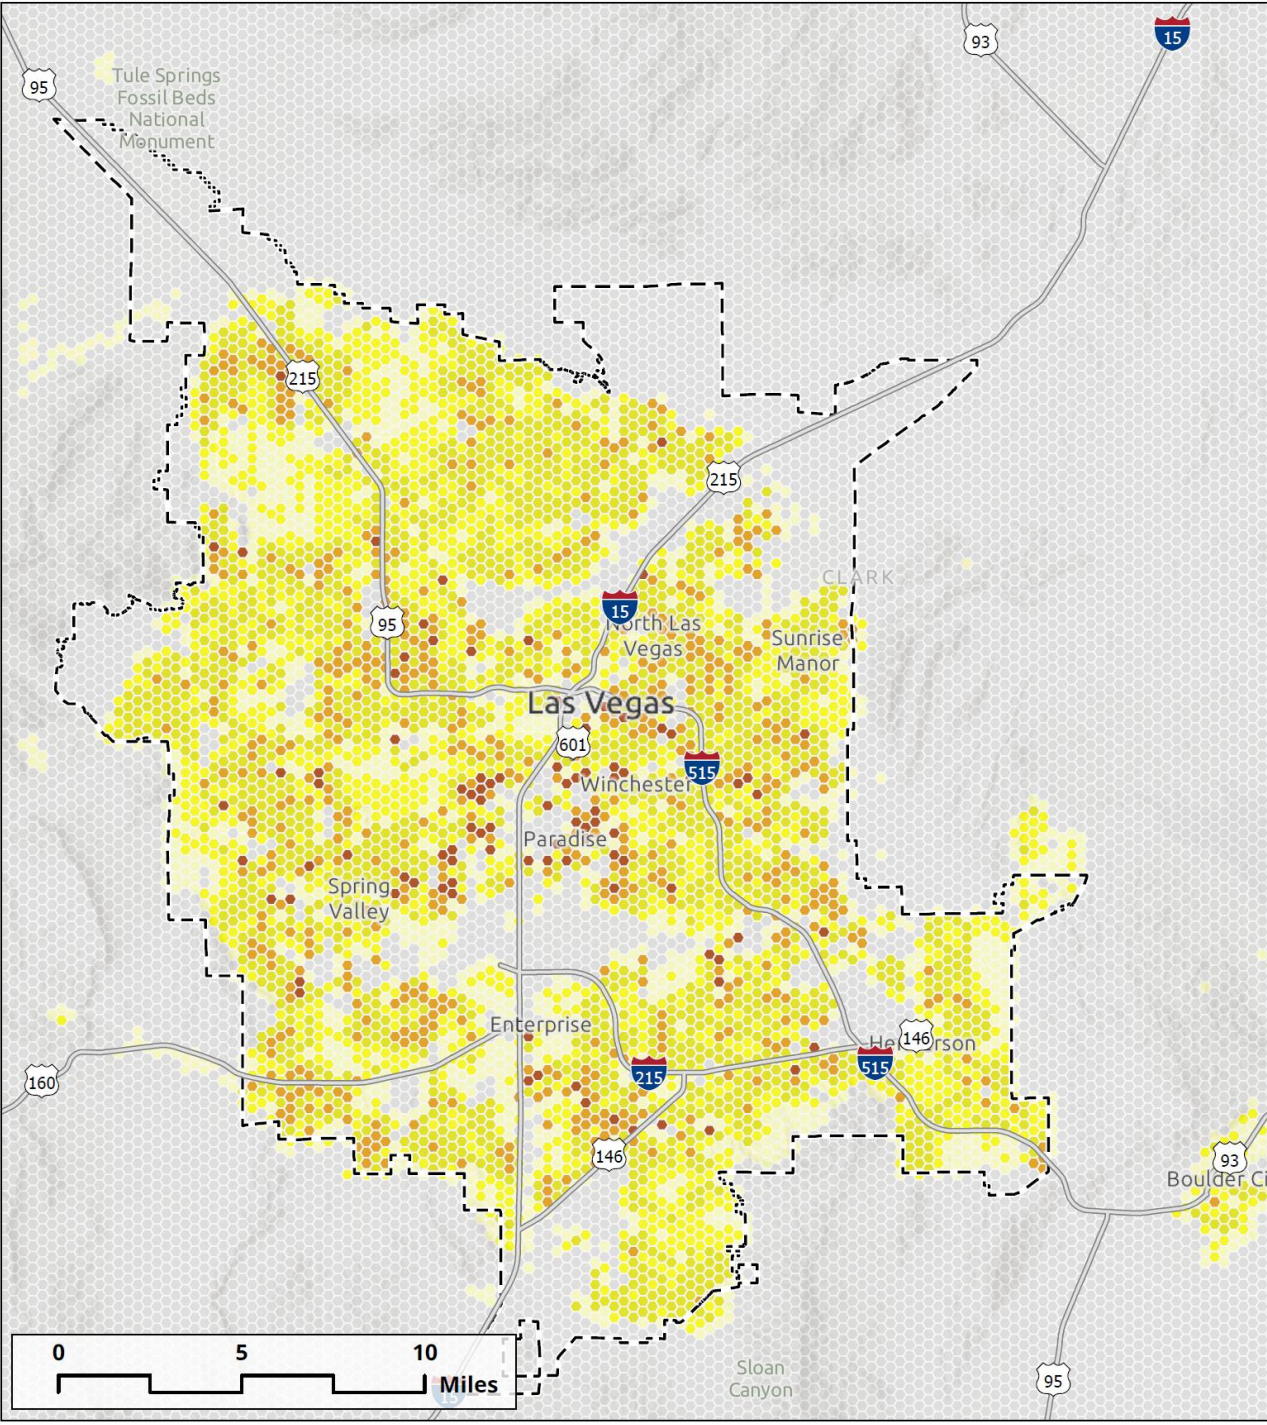 93
15
95
Tule Springs
Fossil Beds
National
Monument
215
215
CLARK
15
95
North Las
Vegas
Sunrise
Manor
Las Vegas
601
515
Winchester
Paradise
Spring
Valley
Enterprise
146
Henderson
160
215
515
146
93
Boulder Ci
0 5 10
Miles
15
Sloan
Canyon
95